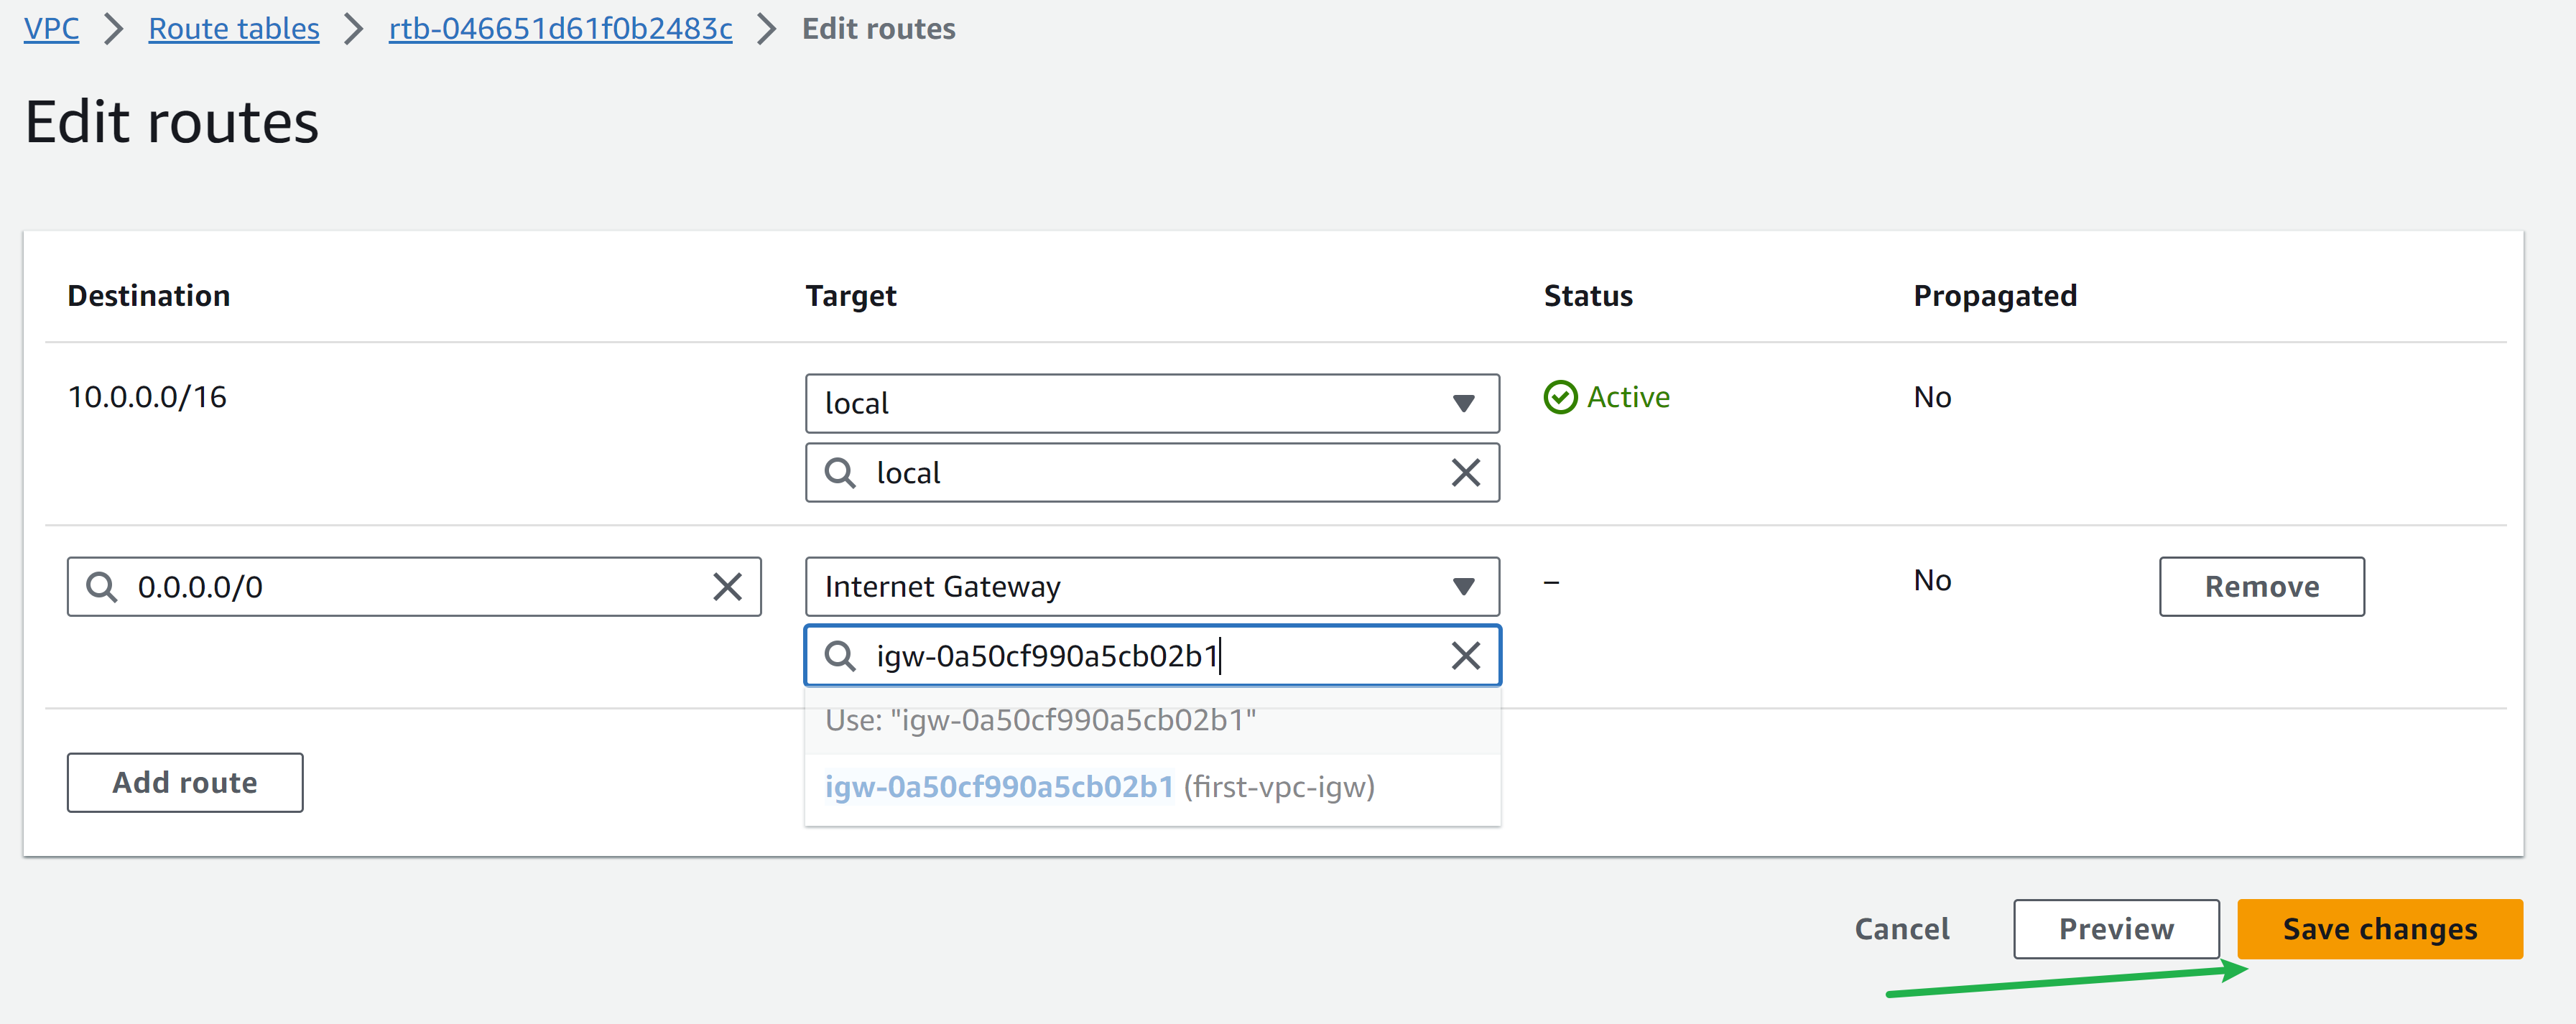 VPC > Route tables > rtb-046651d61f0b2483c > Edit routes
Edit routes
Destination Target Status Propagated
10.0.0.0/16 local Active No
local
0.0.0.0/0 Internet Gateway – No Remove
igw-0a50cf990a5cb02b1
Use: "igw-0a50cf990a5cb02b1"
Add route
igw-0a50cf990a5cb02b1 (first-vpc-igw)
Cancel Preview Save changes